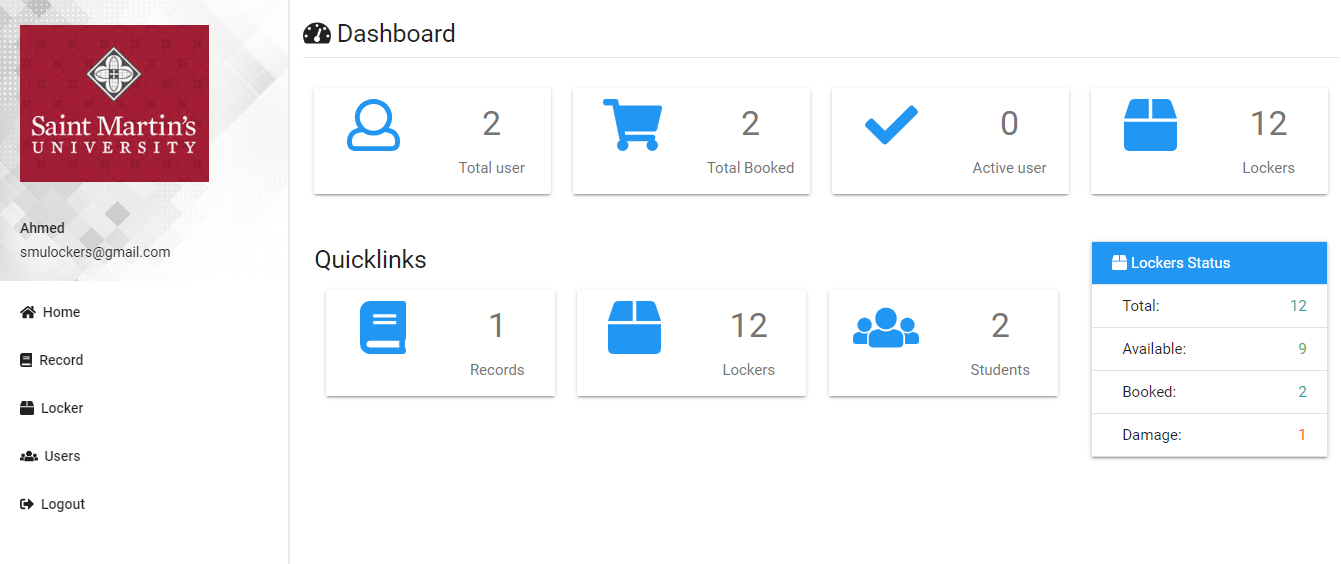 Saint Martin's
UNIVERSITY
Ahmed
smulockers@gmail.com
Home
Record
Locker
Users
Logout
Dashboard
2
Total user
2
Total Booked
0
Active user
12
Lockers
Quicklinks
1
Records
12
Lockers
2
Students
Lockers Status
Total: 12
Available: 9
Booked: 2
Damage: 1